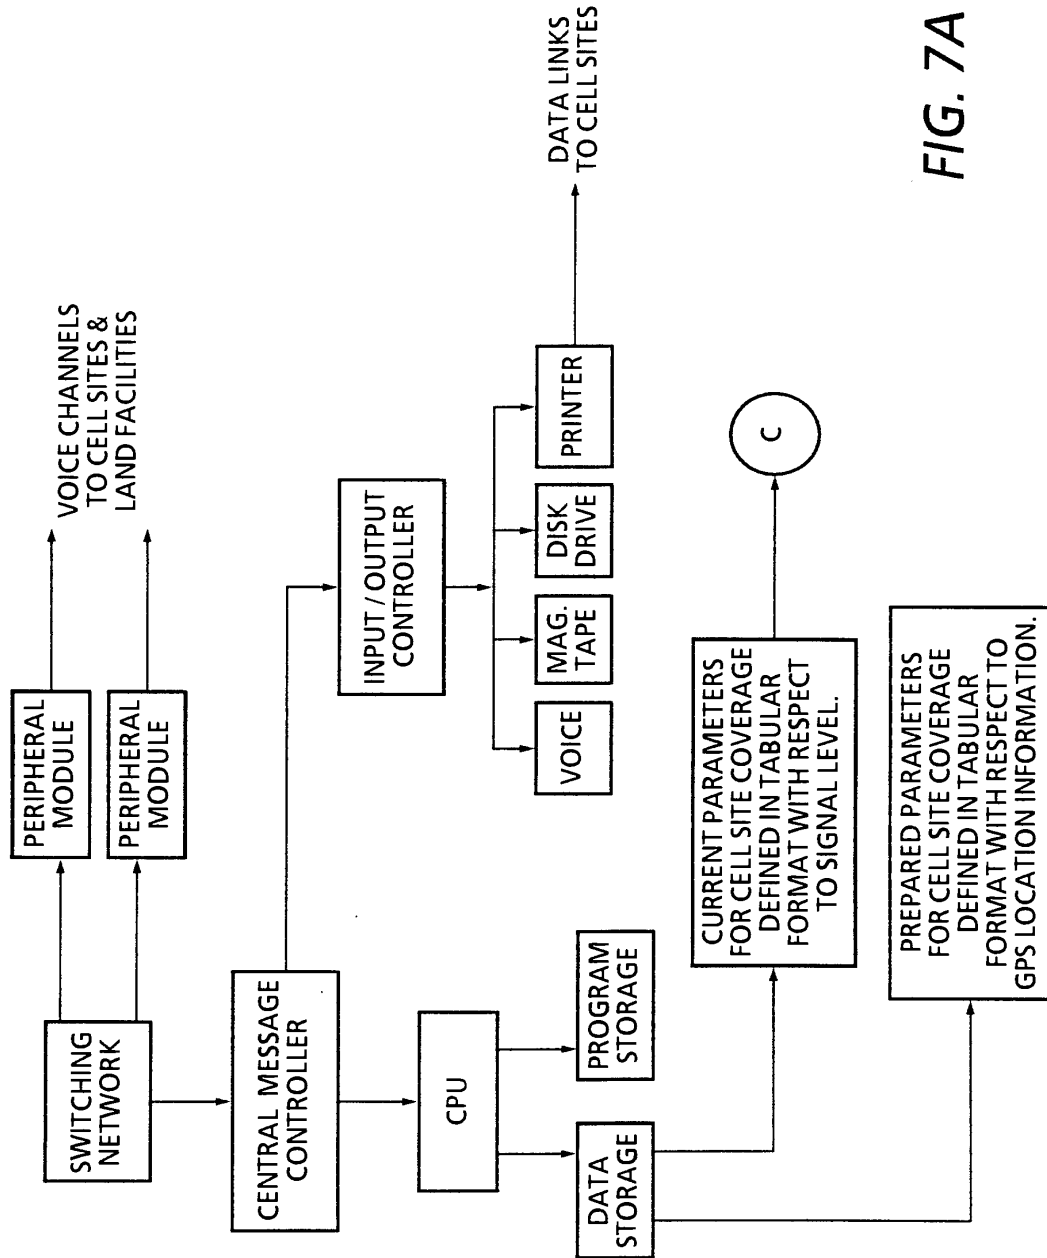 SWITCHING
NETWORK
PERIPHERAL
MODULE
PERIPHERAL
MODULE
VOICE CHANNELS
TO CELL SITES &
LAND FACILITIES
CENTRAL MESSAGE
CONTROLLER
INPUT / OUTPUT
CONTROLLER
CPU
VOICE
MAG.
TAPE
DISK
DRIVE
PRINTER
DATA LINKS
TO CELL SITES
DATA
STORAGE
PROGRAM
STORAGE
CURRENT PARAMETERS
FOR CELL SITE COVERAGE
DEFINED IN TABULAR
FORMAT WITH RESPECT
TO SIGNAL LEVEL.
C
PREPARED PARAMETERS
FOR CELL SITE COVERAGE
DEFINED IN TABULAR
FORMAT WITH RESPECT TO
GPS LOCATION INFORMATION.
FIG. 7A